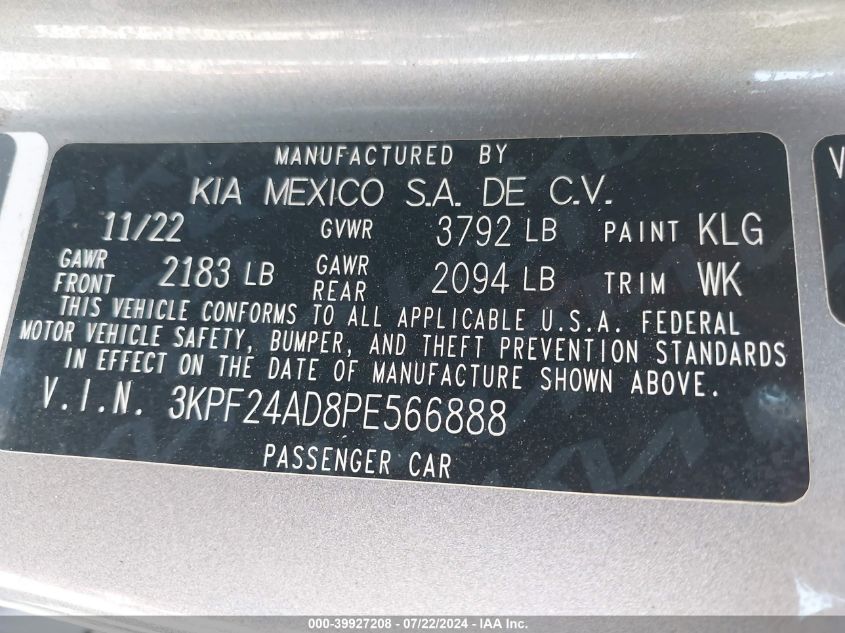 MANUFACTURED BY
KIA MEXICO S.A. DE C.V.
11/22 GVWR 3792 LB PAINT KLG
GAWR FRONT 2183 LB GAWR REAR 2094 LB TRIM WK
THIS VEHICLE CONFORMS TO ALL APPLICABLE U.S.A. FEDERAL
MOTOR VEHICLE SAFETY, BUMPER, AND THEFT PREVENTION STANDARDS
IN EFFECT ON THE DATE OF MANUFACTURE SHOWN ABOVE.
V.I.N. 3KPF24AD8PE566888
PASSENGER CAR
V
000-39927208 - 07/22/2024 - IAA Inc.